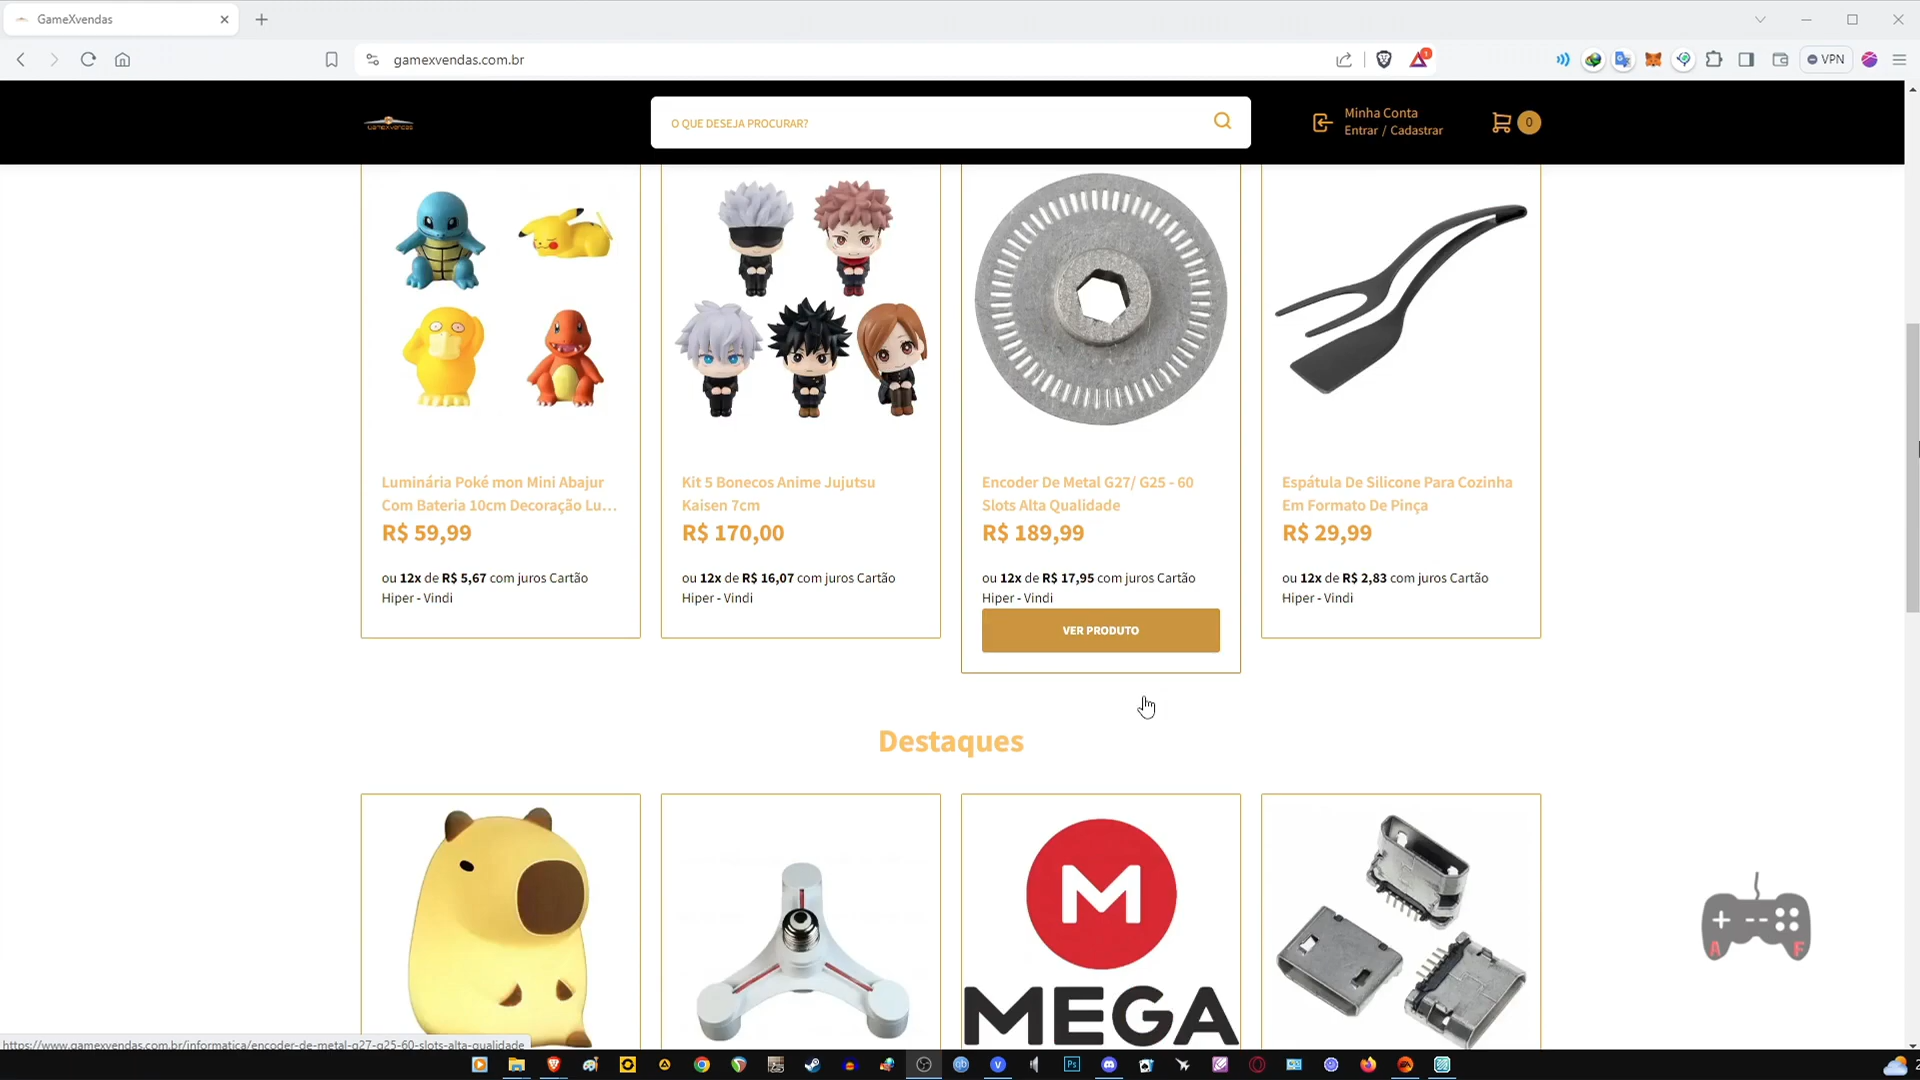 GameXvendas
gamexvendas.com.br
1
VPN
GameXvendas
O QUE DESEJA PROCURAR?
Minha Conta
Entrar / Cadastrar
0
Luminária Poké mon Mini Abajur
Com Bateria 10cm Decoração Lu...
R$ 59,99
ou 12x de R$ 5,67 com juros Cartão
Hiper - Vindi
Kit 5 Bonecos Anime Jujutsu
Kaisen 7cm
R$ 170,00
ou 12x de R$ 16,07 com juros Cartão
Hiper - Vindi
Encoder De Metal G27/ G25 - 60
Slots Alta Qualidade
R$ 189,99
ou 12x de R$ 17,95 com juros Cartão
Hiper - Vindi
VER PRODUTO
Espátula De Silicone Para Cozinha
Em Formato De Pinça
R$ 29,99
ou 12x de R$ 2,83 com juros Cartão
Hiper - Vindi
Destaques
M
MEGA
A F
https://www.gamexvendas.com.br/informatica/encoder-de-metal-g27-g25-60-slots-alta-qualidade
qb
V
Ps